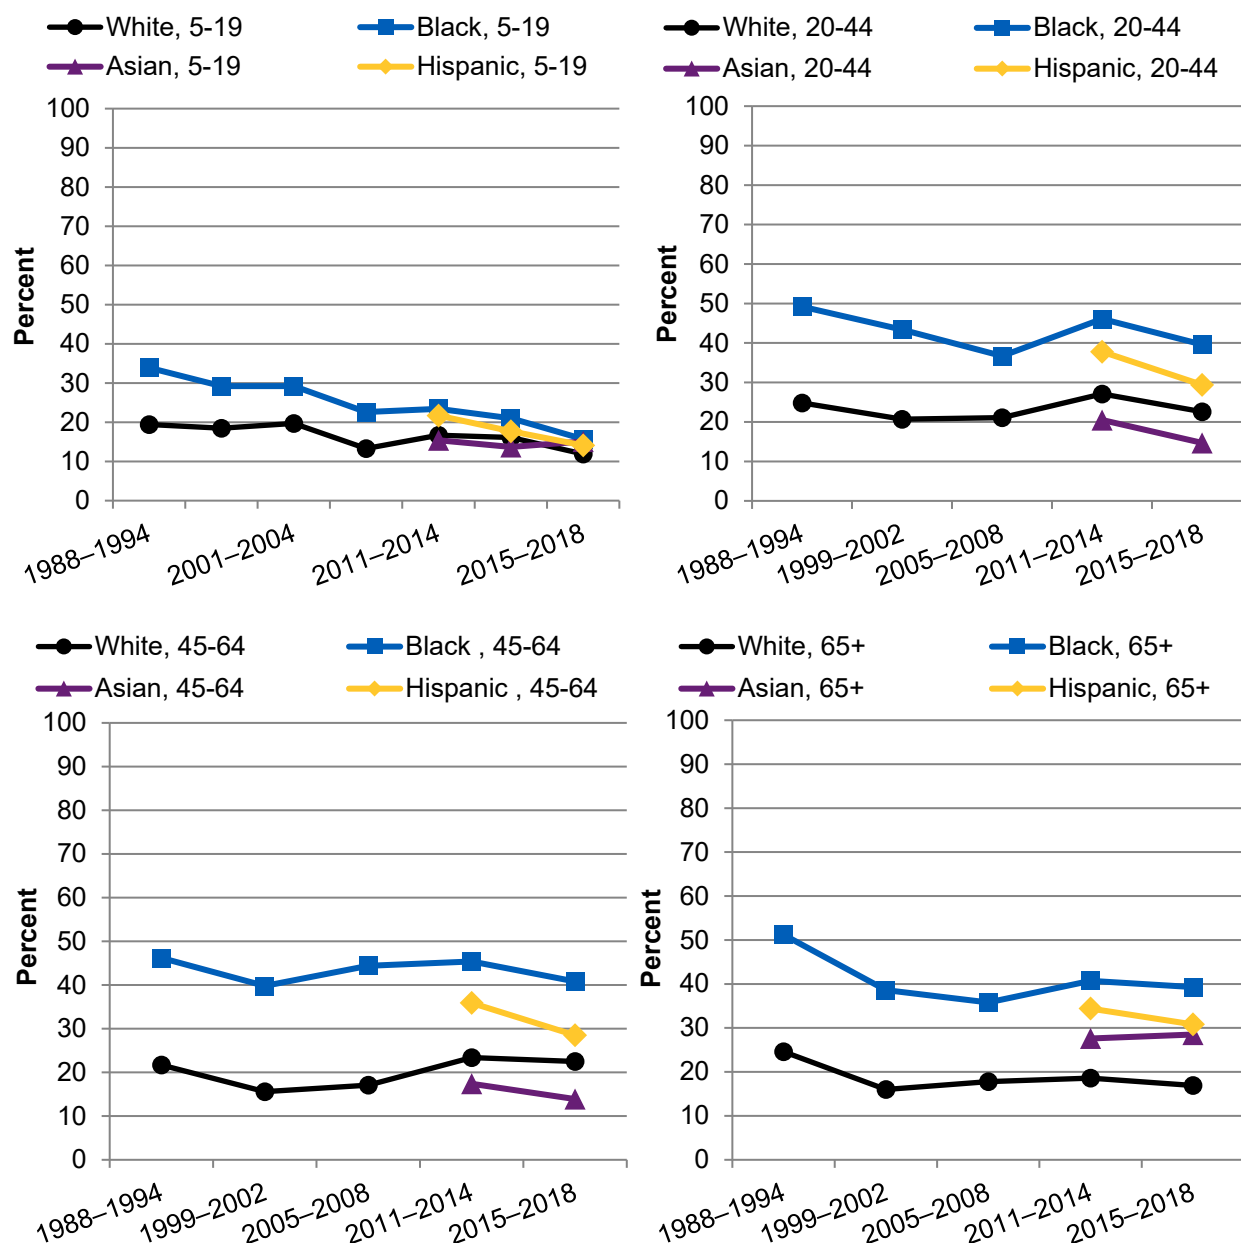 White, 5-19 Black, 5-19
Asian, 5-19 Hispanic, 5-19
100
90
80
70
60
50
40
30
20
10
0
Percent
1988–1994 2001–2004 2011–2014 2015–2018
White, 20-44 Black, 20-44
Asian, 20-44 Hispanic, 20-44
100
90
80
70
60
50
40
30
20
10
0
Percent
1988–1994 1999–2002 2005–2008 2011–2014 2015–2018
White, 45-64 Black , 45-64
Asian, 45-64 Hispanic , 45-64
100
90
80
70
60
50
40
30
20
10
0
Percent
1988–1994 1999–2002 2005–2008 2011–2014 2015–2018
White, 65+ Black, 65+
Asian, 65+ Hispanic, 65+
100
90
80
70
60
50
40
30
20
10
0
Percent
1988–1994 1999–2002 2005–2008 2011–2014 2015–2018